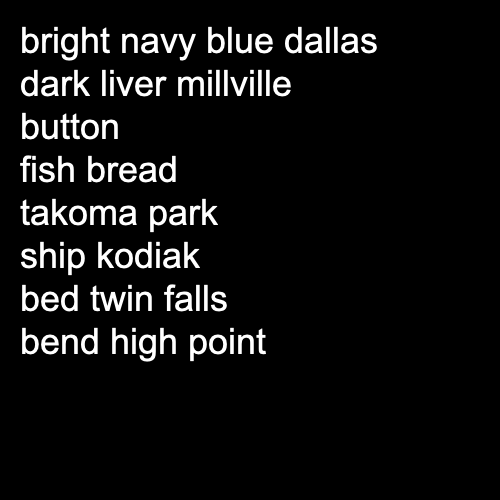 bright navy blue dallas
dark liver millville
button
fish bread
takoma park
ship kodiak
bed twin falls
bend high point